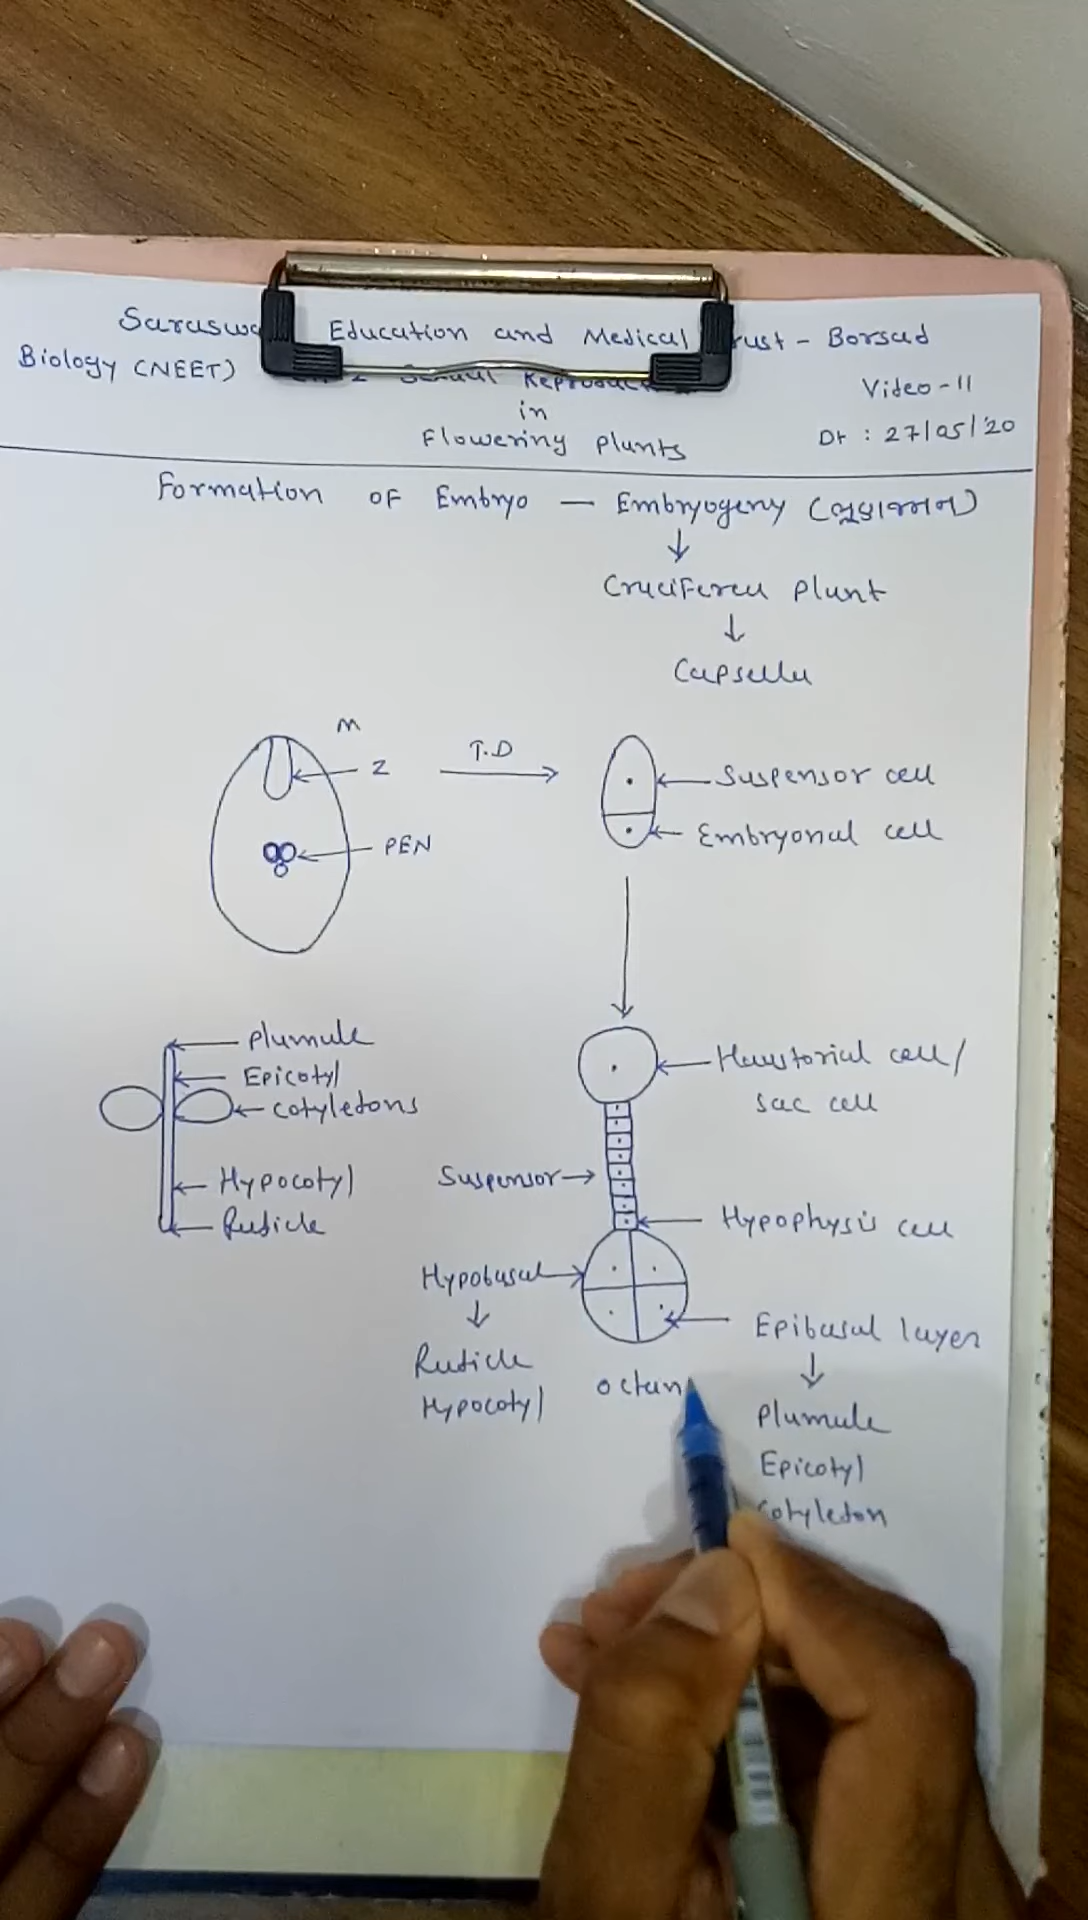 Saraswa Education and Medical rust - Borsad
Biology (NEET) Sexual Reproduc
in
Flowering plants
Video-11
Dt : 27/05/'20
Formation OF Embryo — Embryogeny
Cruciferea plant
Capsella
M
Z
PEN
T.D
Suspensor cell
Embryonal cell
Plumule
Epicotyl
cotyledons
Hypocotyl
Radicle
Haustorial cell/
sac cell
Suspensor
Hypophysis cell
Hypobasal
Radicle
Hypocotyl
Epibasal layer
Plumule
Epicotyl
cotyledon
octan